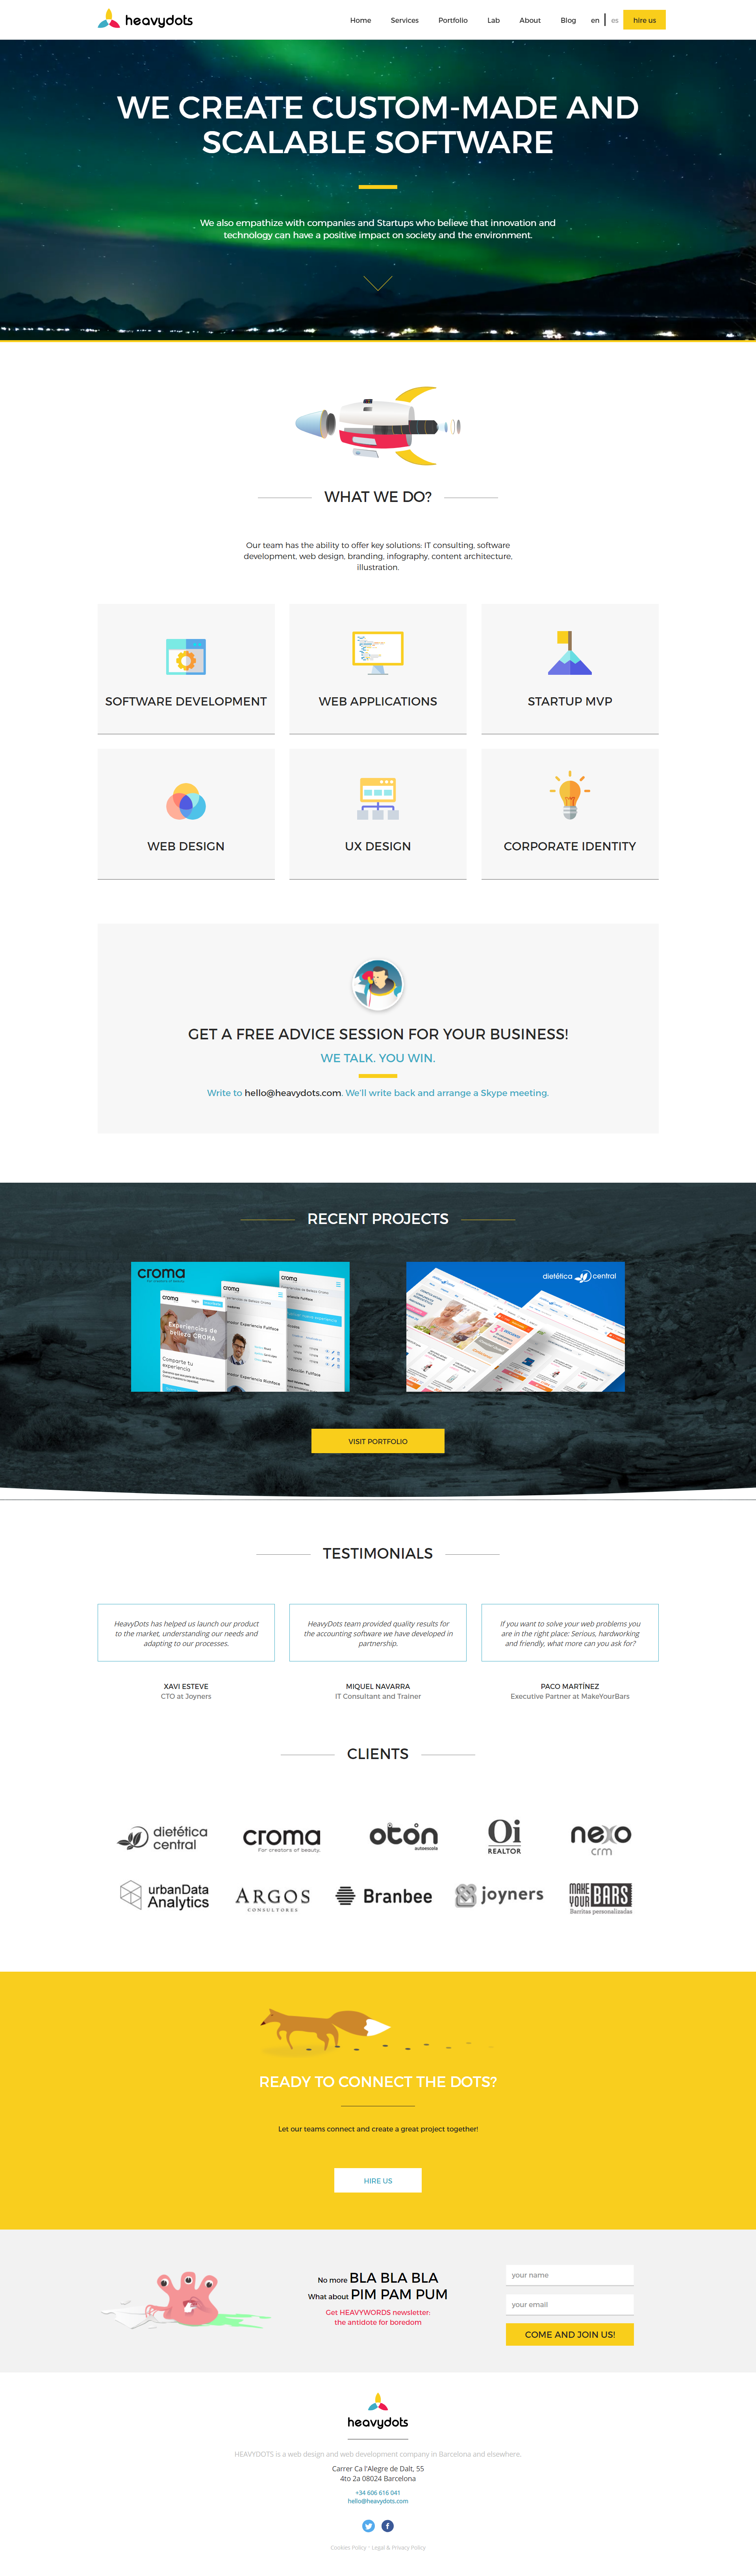 heavydots
Home Services Portfolio Lab About Blog en es hire us
WE CREATE CUSTOM-MADE AND
SCALABLE SOFTWARE
We also empathize with companies and Startups who believe that innovation and
technology can have a positive impact on society and the environment.
WHAT WE DO?
Our team has the ability to offer key solutions: IT consulting, software
development, web design, branding, infography, content architecture,
illustration.
SOFTWARE DEVELOPMENT
WEB APPLICATIONS
STARTUP MVP
WEB DESIGN
UX DESIGN
CORPORATE IDENTITY
GET A FREE ADVICE SESSION FOR YOUR BUSINESS!
WE TALK. YOU WIN.
Write to hello@heavydots.com. We'll write back and arrange a Skype meeting.
RECENT PROJECTS
croma
croma
croma
croma
Experiencias de
belleza CROMA
Comparte tu
experiencia
dietética central
VISIT PORTFOLIO
TESTIMONIALS
HeavyDots has helped us launch our product
to the market, understanding our needs and
adapting to our processes.
XAVI ESTEVE
CTO at Joyners
HeavyDots team provided quality results for
the accounting software we have developed in
partnership.
MIQUEL NAVARRA
IT Consultant and Trainer
If you want to solve your web problems you
are in the right place: Serious, hardworking
and friendly, what more can you ask for?
PACO MARTÍNEZ
Executive Partner at MakeYourBars
CLIENTS
dietética
central
croma
For creators of beauty.
otón
autoescola
Oi
REALTOR
nexo
crm
urbanData
Analytics
ARGOS
CONSULTORES
Branbee
joyners
MAKE
YOUR BARS
Barritas personalizadas
READY TO CONNECT THE DOTS?
Let our teams connect and create a great project together!
HIRE US
No more BLA BLA BLA
What about PIM PAM PUM
Get HEAVYWORDS newsletter:
the antidote for boredom
your name
your email
COME AND JOIN US!
heavydots
HEAVYDOTS is a web design and web development company in Barcelona and elsewhere.
Carrer Ca l'Alegre de Dalt, 55
4to 2a 08024 Barcelona
+34 606 616 041
hello@heavydots.com
Cookies Policy - Legal & Privacy Policy